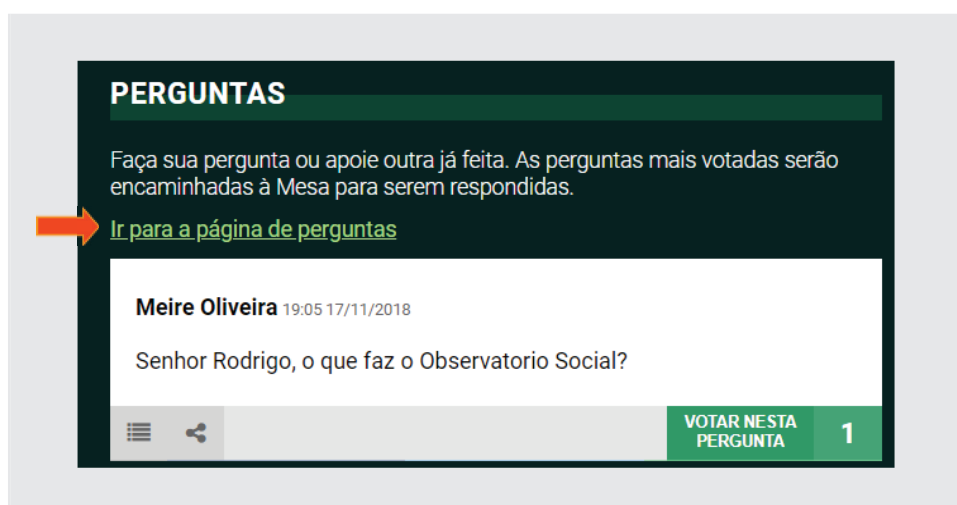 PERGUNTAS
Faça sua pergunta ou apoie outra já feita. As perguntas mais votadas serão
encaminhadas à Mesa para serem respondidas.
Ir para a página de perguntas
Meire Oliveira 19:05 17/11/2018
Senhor Rodrigo, o que faz o Observatorio Social?
VOTAR NESTA
PERGUNTA 1